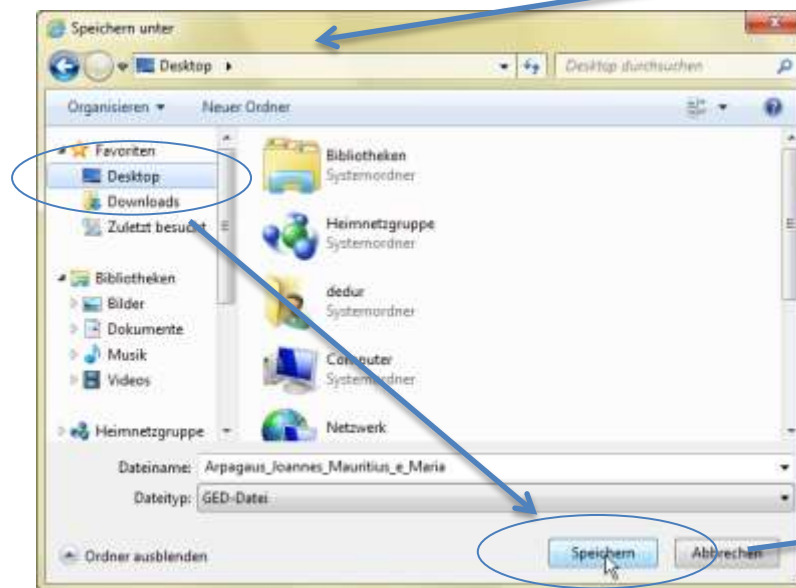 Speichern unter
Desktop
Desktop durchsuchen
Organisieren
Neuer Ordner
Favoriten
Desktop
Downloads
Zuletzt besucht
Bibliotheken
Bilder
Dokumente
Musik
Videos
Heimnetzgruppe
Bibliotheken
Systemordner
Heimnetzgruppe
Systemordner
dedur
Systemordner
Computer
Systemordner
Netzwerk
Dateiname: Arpagaus_Joannes_Mauritius_e_Maria
Dateityp: GED-Datei
Ordner ausblenden
Speichern
Abbrechen